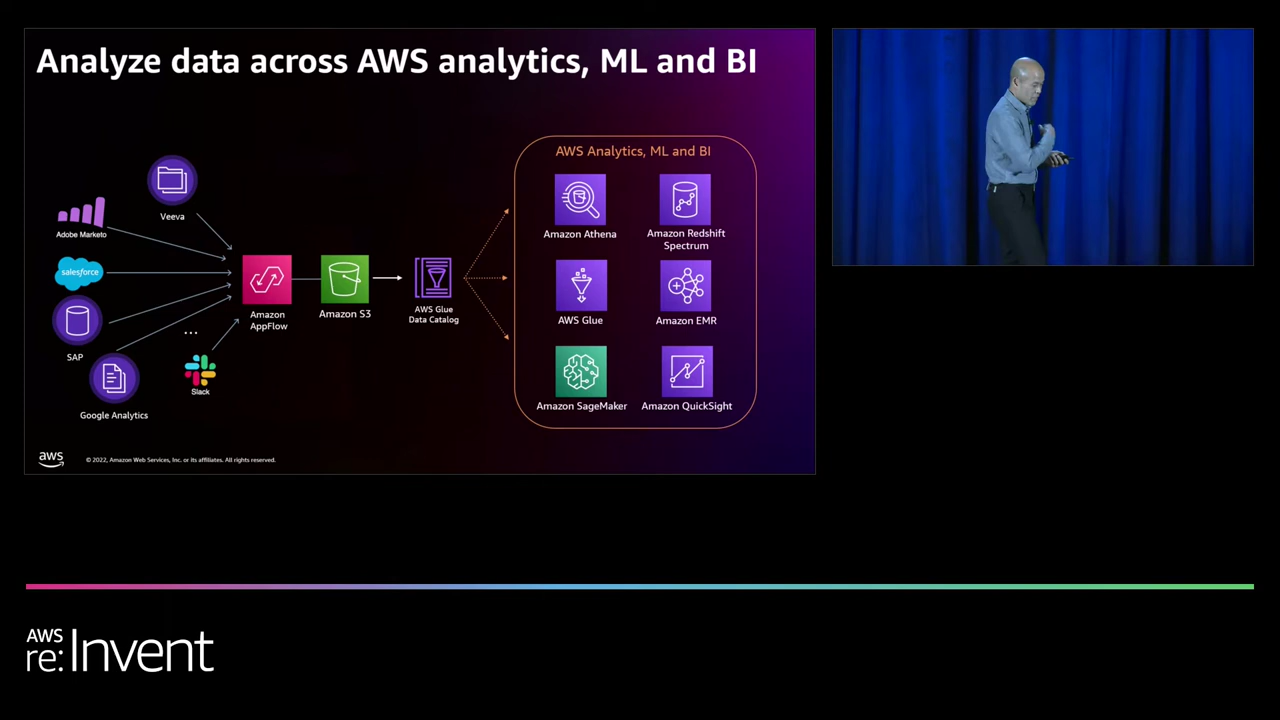 Analyze data across AWS analytics, ML and BI
AWS Analytics, ML and BI
Veeva
Adobe Marketo
salesforce
SAP
Google Analytics
...
Slack
Amazon
AppFlow
Amazon S3
AWS Glue
Data Catalog
Amazon Athena
Amazon Redshift
Spectrum
AWS Glue
Amazon EMR
Amazon SageMaker
Amazon QuickSight
aws
© 2022, Amazon Web Services, Inc. or its affiliates. All rights reserved.
AWS
re:Invent